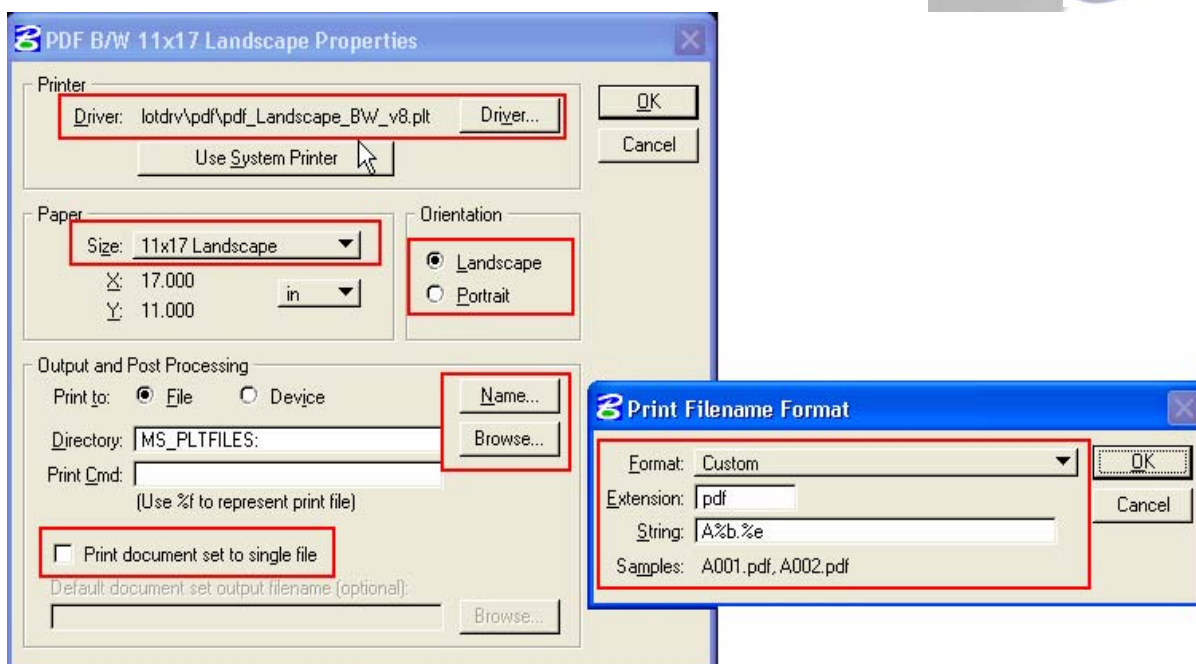 PDF B/W 11x17 Landscape Properties
Printer
Driver: lotdrv\pdf\pdf_Landscape_BW_v8.plt Driver...
Use System Printer
OK
Cancel
Paper
Size: 11x17 Landscape
X: 17.000
in
Y: 11.000
Orientation
Landscape
Portrait
Output and Post Processing
Print to: File Device Name...
Directory: MS_PLTFILES: Browse...
Print Cmd:
(Use %f to represent print file)
Print document set to single file
Default document set output filename (optional):
Browse...
Print Filename Format
Format: Custom
Extension: pdf
String: A%b.%e
Samples: A001.pdf, A002.pdf
OK
Cancel